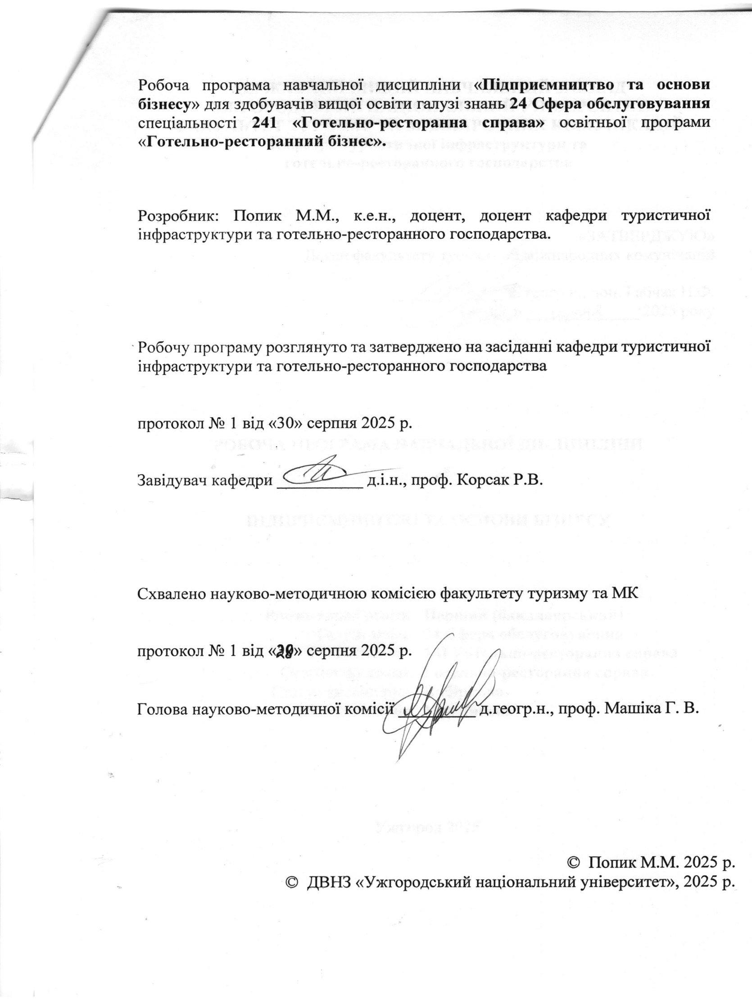 Робоча програма навчальної дисципліни «Підприємництво та основи
бізнесу» для здобувачів вищої освіти галузі знань 24 Сфера обслуговування
спеціальності 241 «Готельно-ресторанна справа» освітньої програми
«Готельно-ресторанний бізнес».
Розробник: Попик М.М., к.е.н., доцент, доцент кафедри туристичної
інфраструктури та готельно-ресторанного господарства.
Робочу програму розглянуто та затверджено на засіданні кафедри туристичної
інфраструктури та готельно-ресторанного господарства
протокол № 1 від «30» серпня 2025 р.
Завідувач кафедри ___________ д.і.н., проф. Корсак Р.В.
Схвалено науково-методичною комісією факультету туризму та МК
протокол № 1 від « » серпня 2025 р.
Голова науково-методичної комісії __________ д.геогр.н., проф. Машіка Г. В.
© Попик М.М. 2025 р.
© ДВНЗ «Ужгородський національний університет», 2025 р.